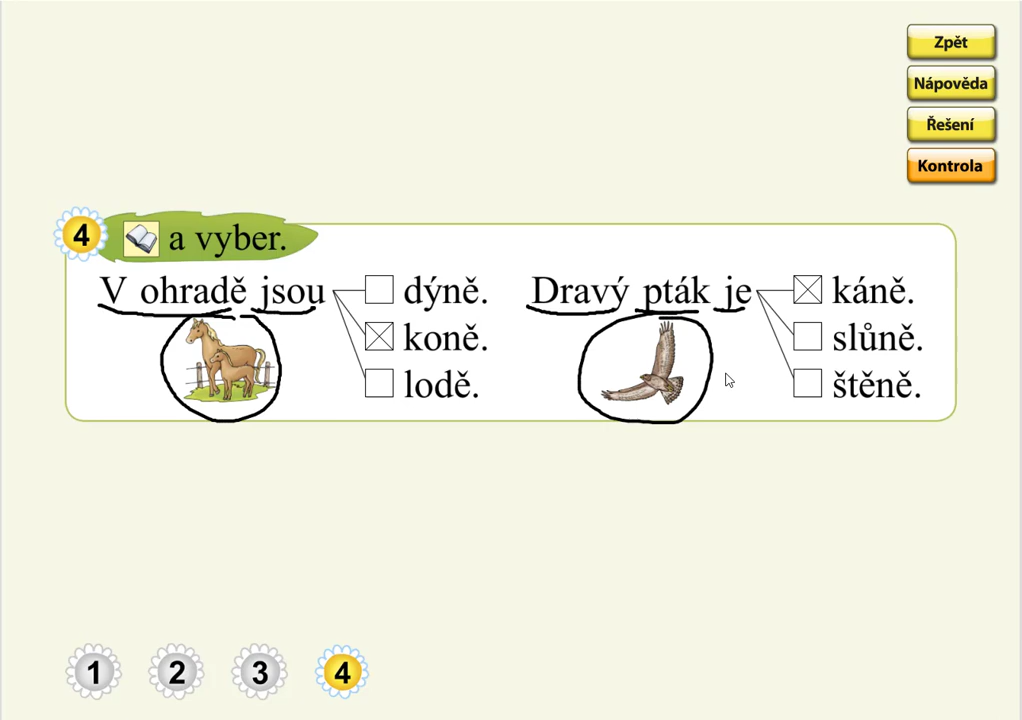 Zpět
Nápověda
Řešení
Kontrola
4 a vyber.
V ohradě jsou
dýně.
koně.
lodě.
Dravý pták je
káně.
slůně.
štěně.
1 2 3 4